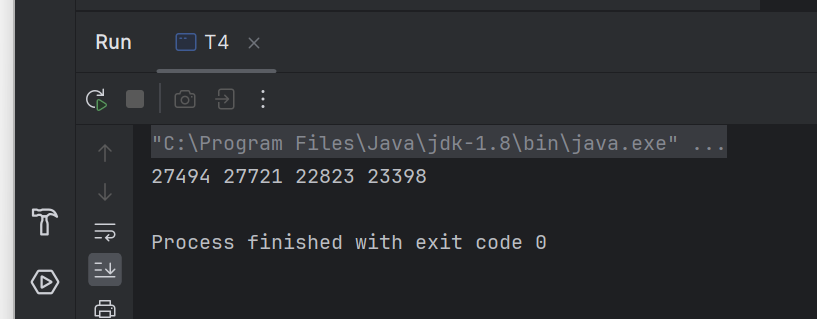 Run T4
"C:\Program Files\Java\jdk-1.8\bin\java.exe" ...
27494 27721 22823 23398
Process finished with exit code 0